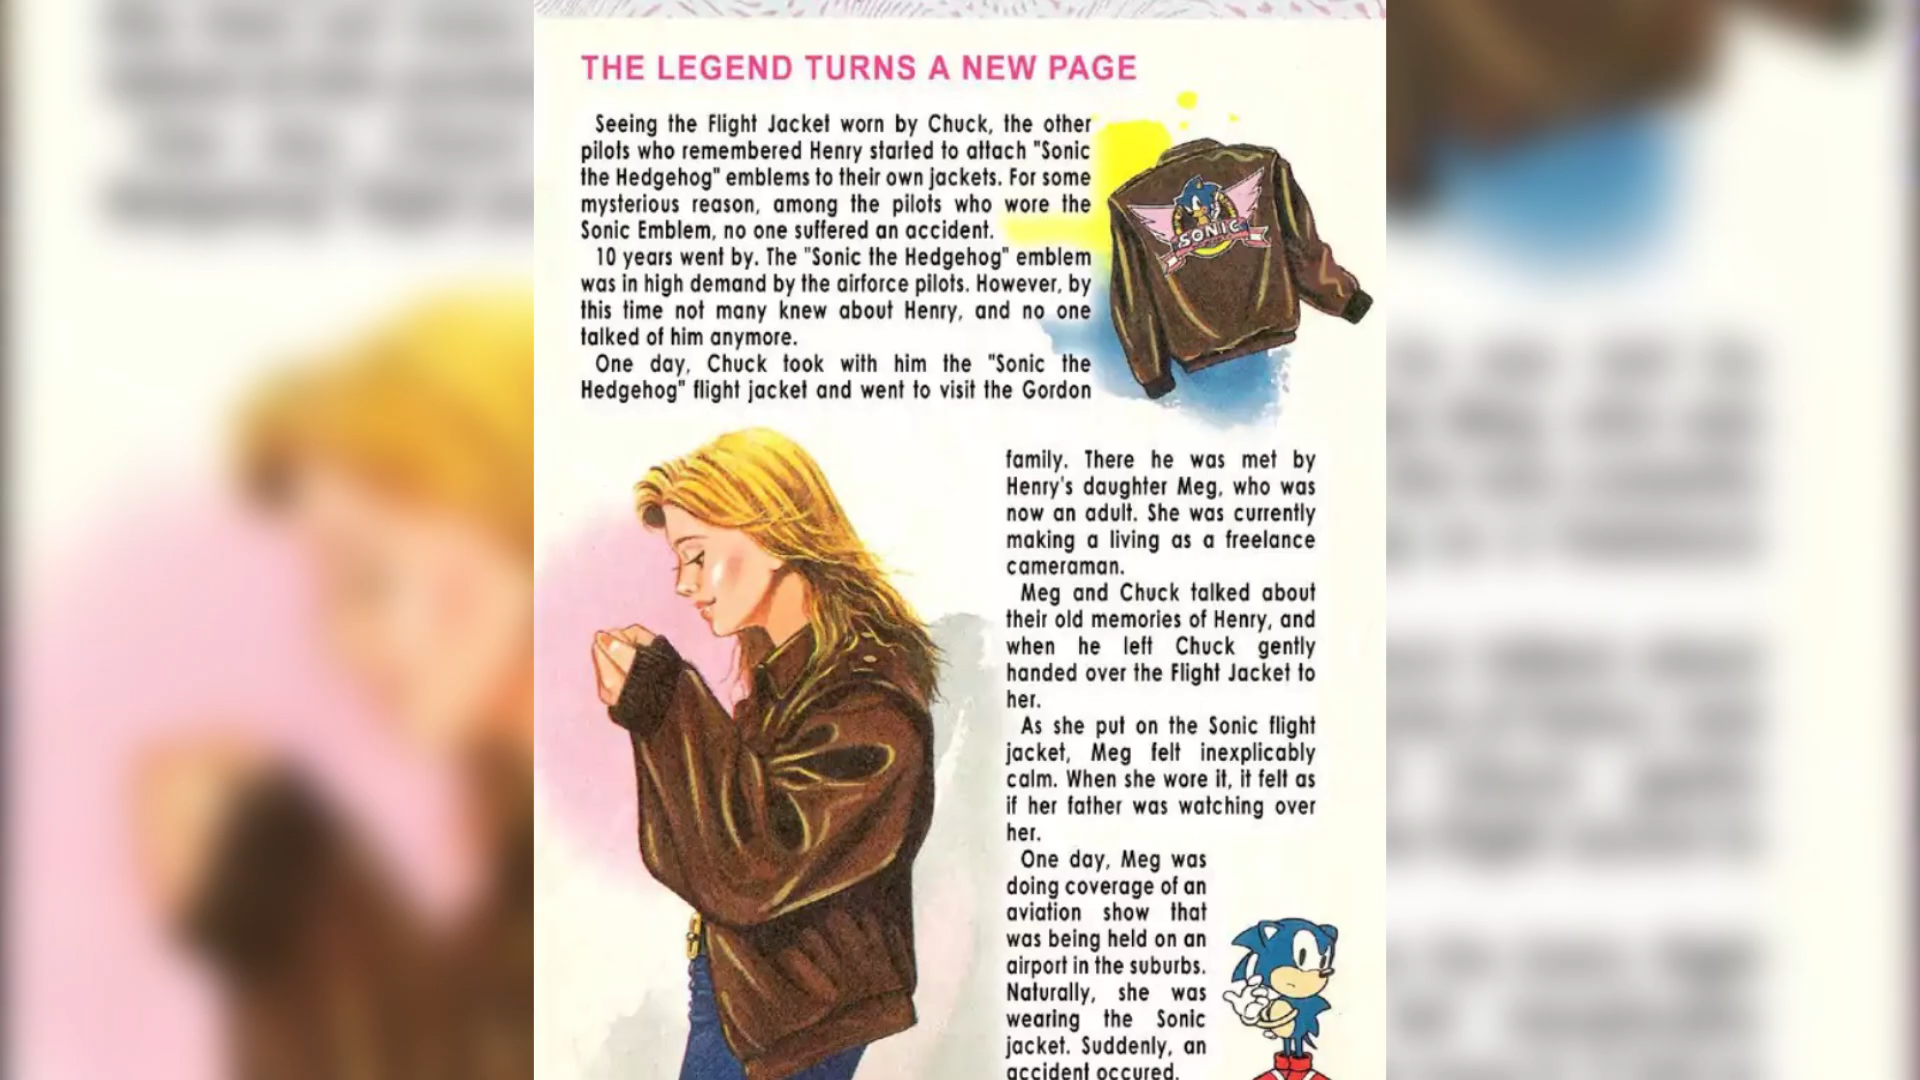 THE LEGEND TURNS A NEW PAGE
Seeing the Flight Jacket worn by Chuck, the other
pilots who remembered Henry started to attach "Sonic
the Hedgehog" emblems to their own jackets. For some
mysterious reason, among the pilots who wore the
Sonic Emblem, no one suffered an accident.
10 years went by. The "Sonic the Hedgehog" emblem
was in high demand by the airforce pilots. However, by
this time not many knew about Henry, and no one
talked of him anymore.
One day, Chuck took with him the "Sonic the
Hedgehog" flight jacket and went to visit the Gordon
SONIC
family. There he was met by
Henry's daughter Meg, who was
now an adult. She was currently
making a living as a freelance
cameraman.
Meg and Chuck talked about
their old memories of Henry, and
when he left Chuck gently
handed over the Flight Jacket to
her.
As she put on the Sonic flight
jacket, Meg felt inexplicably
calm. When she wore it, it felt as
if her father was watching over
her.
One day, Meg was
doing coverage of an
aviation show that
was being held on an
airport in the suburbs.
Naturally, she was
wearing the Sonic
jacket. Suddenly, an
accident occured.